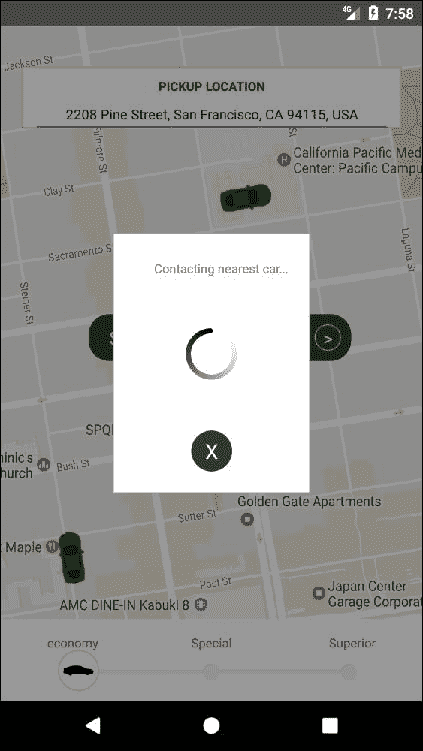 4G 7:58
Jackson St
PICKUP LOCATION
2208 Pine Street, San Francisco, CA 94115, USA
California Pacific Med
Center: Pacific Campu
H
Clay St
Sacramento St
Laguna St
Steiner St
Contacting nearest car...
S
>
SPQ
X
minic's
hurch
Bush St
Golden Gate Apartments
Sutter St
Maple
Post St
Japan Center
Garage Corporat
AMC DINE-IN Kabuki 8
economy Special Superior